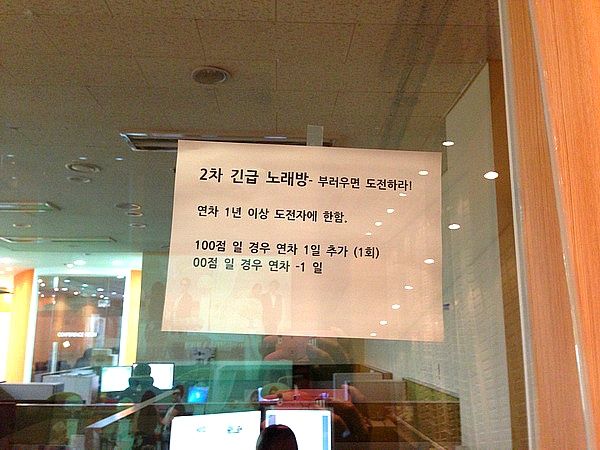 2차 긴급 노래방- 부러우면 도전하라!
연차 1년 이상 도전자에 한함.
100점 일 경우 연차 1일 추가 (1회)
00점 일 경우 연차 -1 일